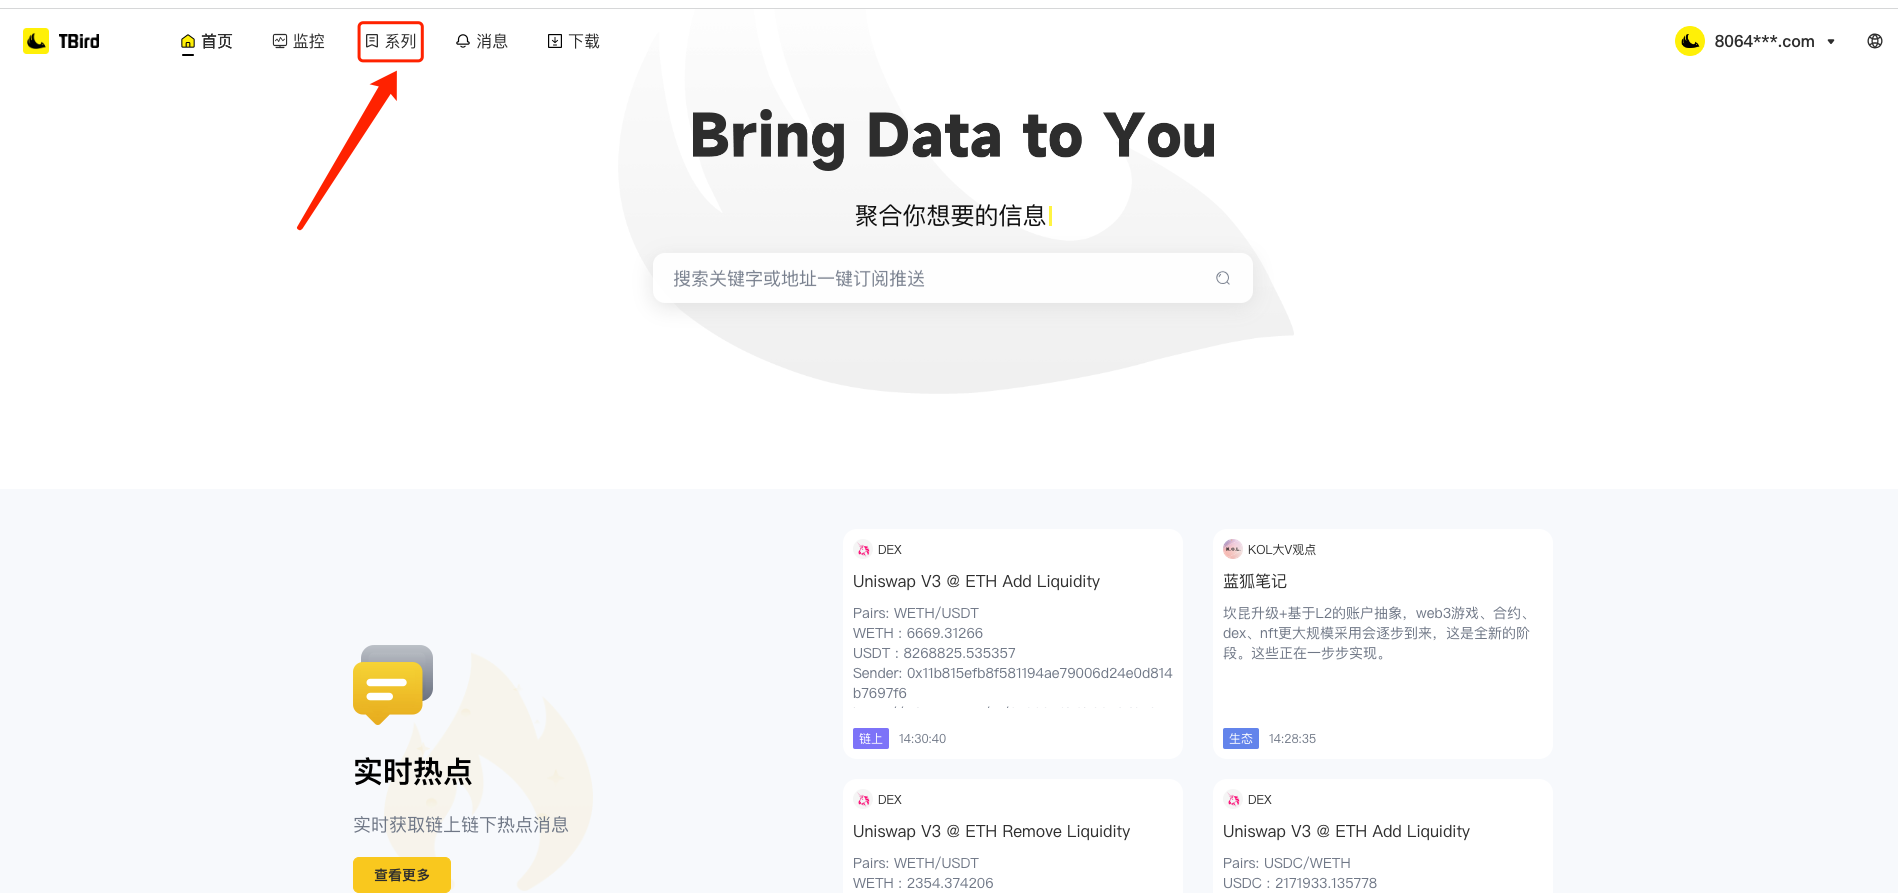 TBird
首页
监控
系列
消息
下载
8064***.com
Bring Data to You
聚合你想要的信息
搜索关键字或地址一键订阅推送
实时热点
实时获取链上链下热点消息
查看更多
DEX
Uniswap V3 @ ETH Add Liquidity
Pairs: WETH/USDT
WETH : 6669.31266
USDT : 8268825.535357
Sender: 0x11b815efb8f581194ae79006d24e0d814
b7697f6
链上 14:30:40
KOL大V观点
蓝狐笔记
坎昆升级+基于L2的账户抽象，web3游戏、合约、
dex、nft更大规模采用会逐步到来，这是全新的阶
段。这些正在一步步实现。
生态 14:28:35
DEX
Uniswap V3 @ ETH Remove Liquidity
Pairs: WETH/USDT
WETH : 2354.374206
DEX
Uniswap V3 @ ETH Add Liquidity
Pairs: USDC/WETH
USDC : 2171933.135778